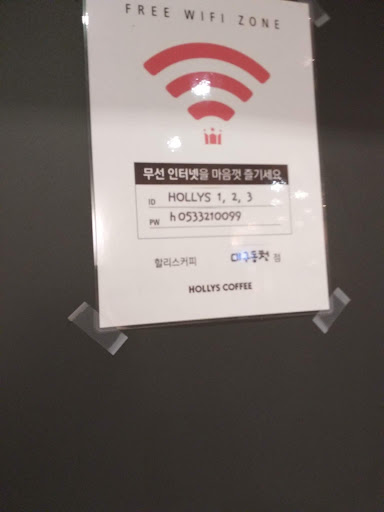 FREE WIFI ZONE
무선 인터넷을 마음껏 즐기세요
ID HOLLYS 1, 2, 3
PW h0533210099
할리스커피 점
HOLLYS COFFEE